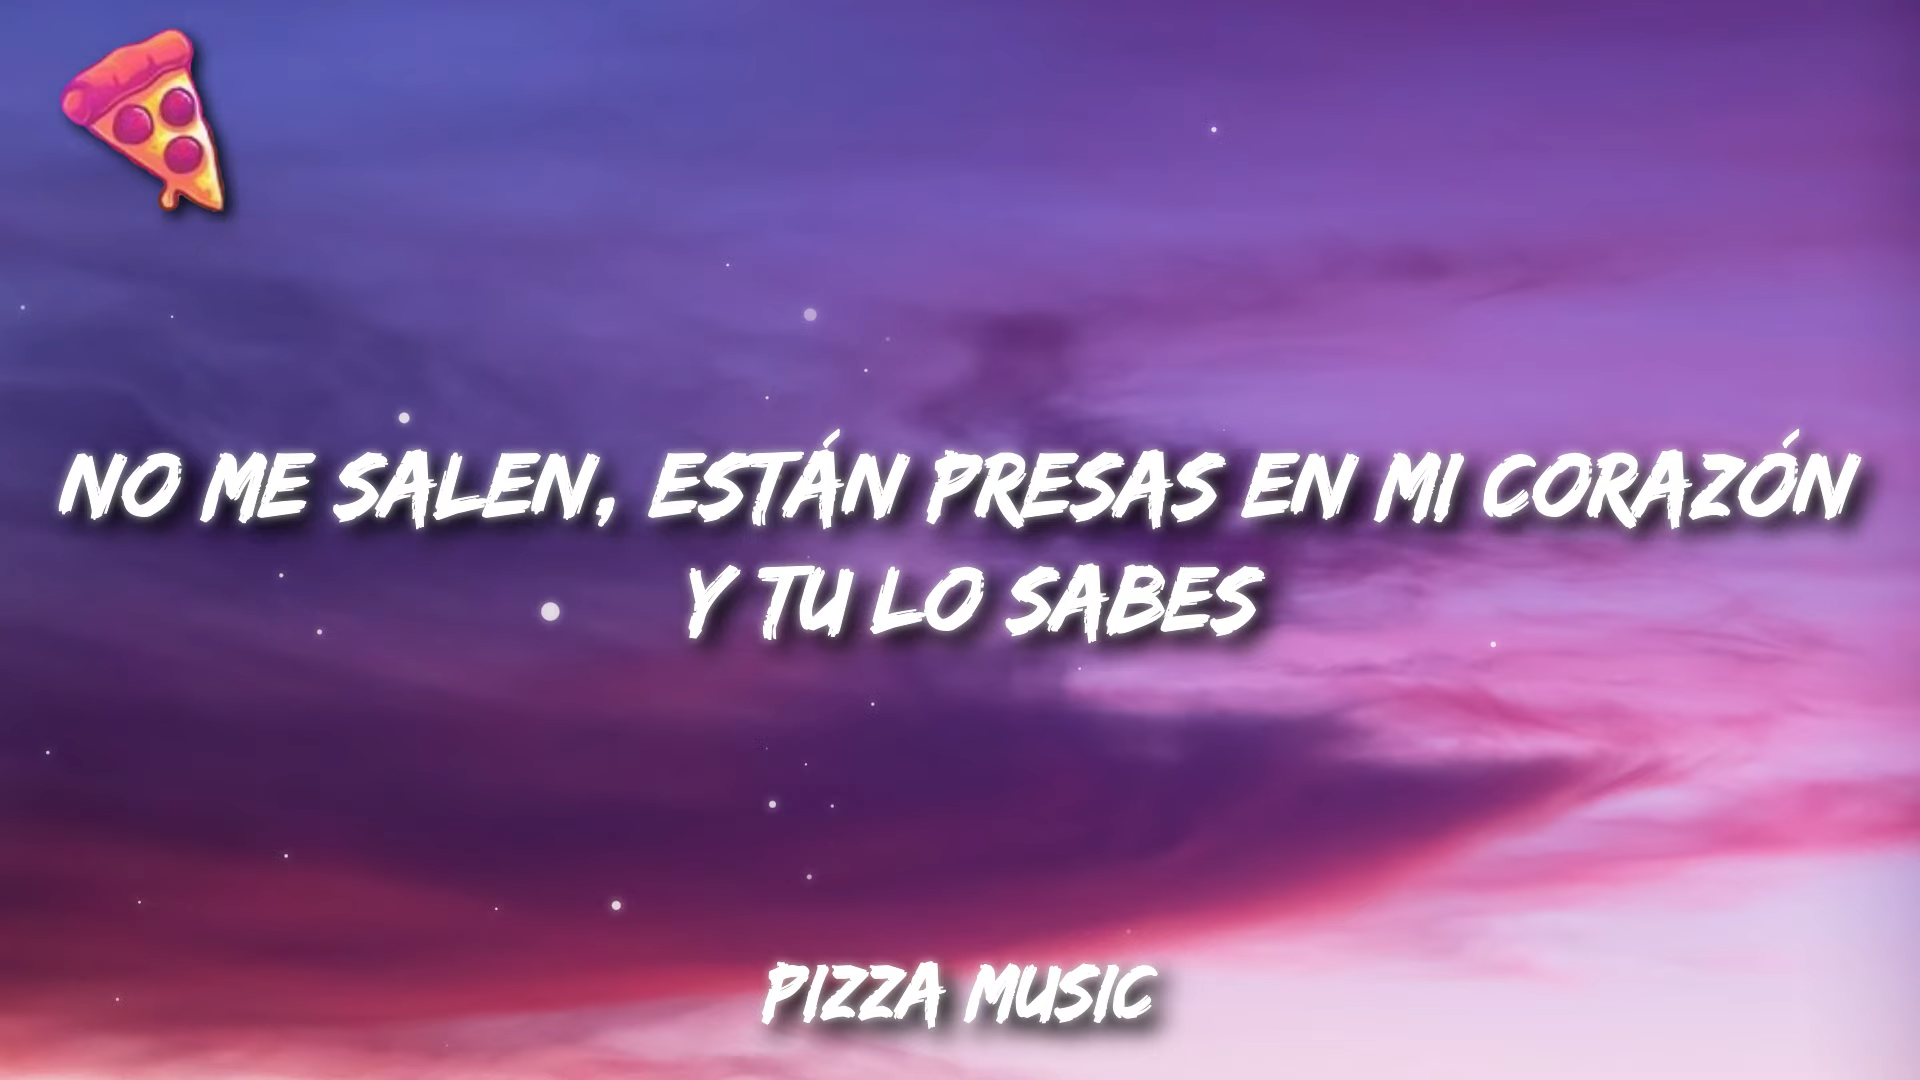 NO ME SALEN, ESTÁN PRESAS EN MI CORAZÓN
Y TU LO SABES
PIZZA MUSIC